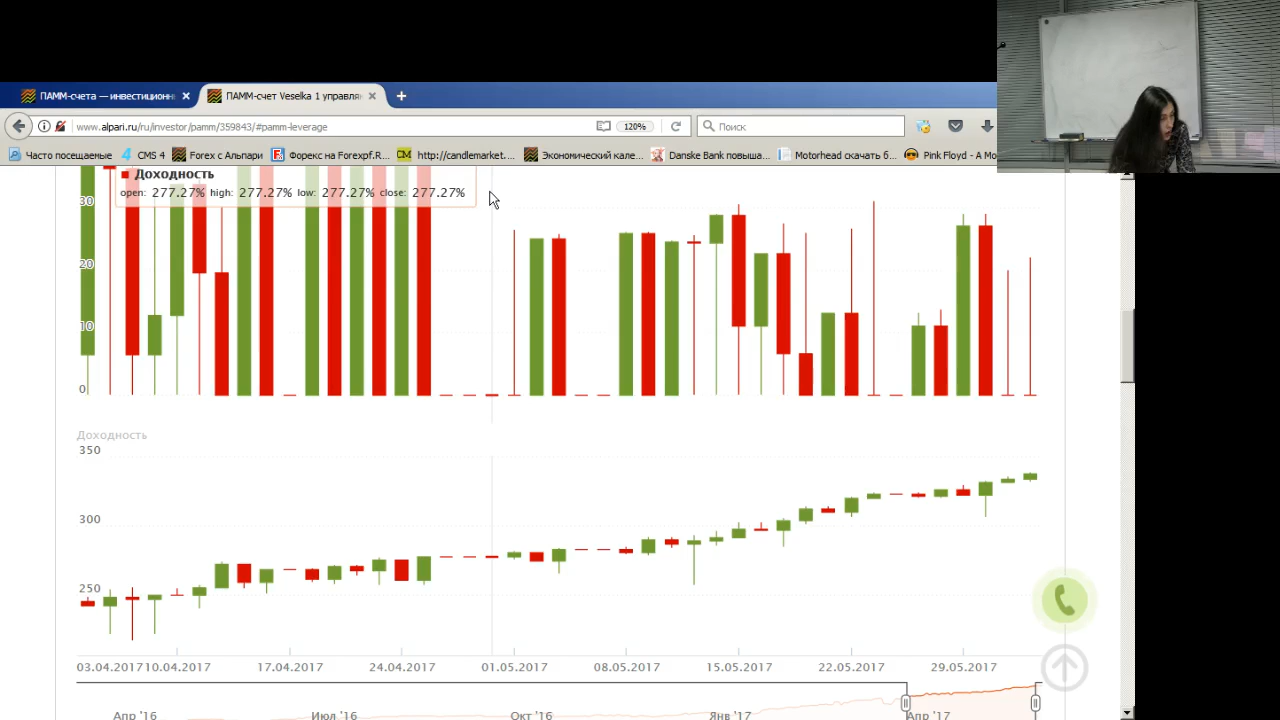 ПАММ-счета — инвестиционн
ПАММ-счет Veselka 1 управля
www.alpari.ru/ru/investor/pamm/359843/#pamm-leverage
120%
Поиск
Часто посещаемые
CMS 4
Forex с Альпари
Форекс на Forexpf.R...
http://candlemarket....
Экономический кале...
Danske Bank повыша...
Motorhead скачать б...
Pink Floyd - A Mo
Доходность
open: 277.27% high: 277.27% low: 277.27% close: 277.27%
30
20
10
0
Доходность
350
300
250
03.04.2017 10.04.2017 17.04.2017 24.04.2017 01.05.2017 08.05.2017 15.05.2017 22.05.2017 29.05.2017
Апр '16 Июл '16 Окт '16 Янв '17 Апр '17